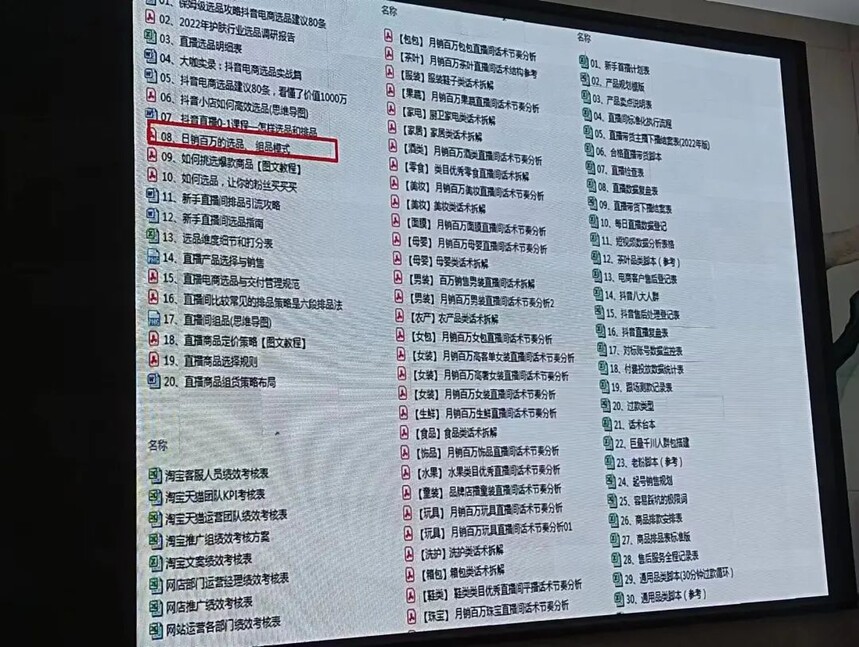 01、保姆级选品攻略抖音电商选品建议80条
02、2022年护肤行业选品调研报告
03、直播选品明细表
04、大咖实录：抖音电商选品实战篇
05、抖音电商选品建议80条，看懂了价值1000万
06、抖音小店如何高效选品(思维导图)
07、抖音直播0-1课程—怎样选品和排品
08、日销百万的选品、组品模式
09、如何挑选爆款商品【图文教程】
10、如何选品，让你的粉丝买买买
11、新手直播间排品引流攻略
12、新手直播间选品指南
13、选品维度细节和打分表
14、直播产品选择与销售
15、直播电商选品与交付管理规范
16、直播间比较常见的排品策略是六段排品法
17、直播间组品(思维导图)
18、直播商品定价策略【图文教程】
19、直播商品选择规则
20、直播商品组货策略布局
名称
淘宝客服人员绩效考核表
淘宝天猫团队KPI考核表
淘宝天猫运营团队绩效考核表
淘宝推广组绩效考核方案
淘宝文案绩效考核表
网店部门运营经理绩效考核表
网店推广绩效考核表
网站运营各部门绩效考核表
名称
【包包】月销百万包包直播间话术节奏分析
【茶叶】月销百万茶叶直播间话术结构参考
【服装】服装鞋子类话术拆解
【果蔬】月销百万果蔬直播间话术节奏分析
【家电】厨卫家电类话术拆解
【家居】家居类话术拆解
【酒类】月销百万酒类直播间话术节奏分析
【零食】类目优秀零食直播间话术拆解
【美妆】月销百万美妆直播间话术节奏分析
【美妆】美妆类话术拆解
【面膜】月销百万面膜直播间话术节奏分析
【母婴】月销百万母婴直播间话术节奏分析
【母婴】母婴类话术拆解
【男装】百万销售男装直播间话术拆解
【男装】月销百万男装直播间话术节奏分析2
【农产】农产品类话术拆解
【女包】月销百万女包直播间话术节奏分析
【女装】月销百万高客单女装直播间话术节奏分析
【女装】月销百万高奢女装直播间话术节奏分析
【女装】月销百万女装直播间话术节奏分析
【生鲜】月销百万生鲜直播间话术节奏分析
【食品】食品类话术拆解
【饰品】月销百万饰品直播间话术节奏分析
【水果】水果类目优秀直播间话术节奏分析
【童装】品牌店播童装直播间话术节奏分析
【玩具】月销百万玩具直播间话术节奏分析
【玩具】月销百万玩具直播间话术节奏分析01
【洗护】洗护类话术拆解
【箱包】箱包类话术拆解
【鞋类】鞋类类目优秀直播间平播话术节奏分析
【珠宝】月销百万珠宝直播间话术节奏分析
名称
01、新手直播计划表
02、产品规划模版
03、产品卖点说明表
04、直播间标准化执行流程
05、直播带货主播下播结案表(2022年版)
06、合格直播带货脚本
07、直播检查表
08、直播数据复盘表
09、直播带货下播结案表
10、每日直播数据登记
11、短视频数据分析表格
12、茶叶品类脚本（参考）
13、电商客户售后登记表
14、抖音八大人群
15、抖音售后处理登记表
16、抖音直播复盘表
17、对标账号数据监控表
18、付费投放数据统计表
19、跟场测款记录表
20、过款类型
21、话术台本
22、巨量千川人群包搭建
23、老粉脚本（参考）
24、起号销售规划
25、容易踩坑的极限词
26、商品排款安排表
27、商品排品表标准版
28、售后服务全程记录表
29、通用品类脚本(30分钟过款循环）
30、通用品类脚本（参考）